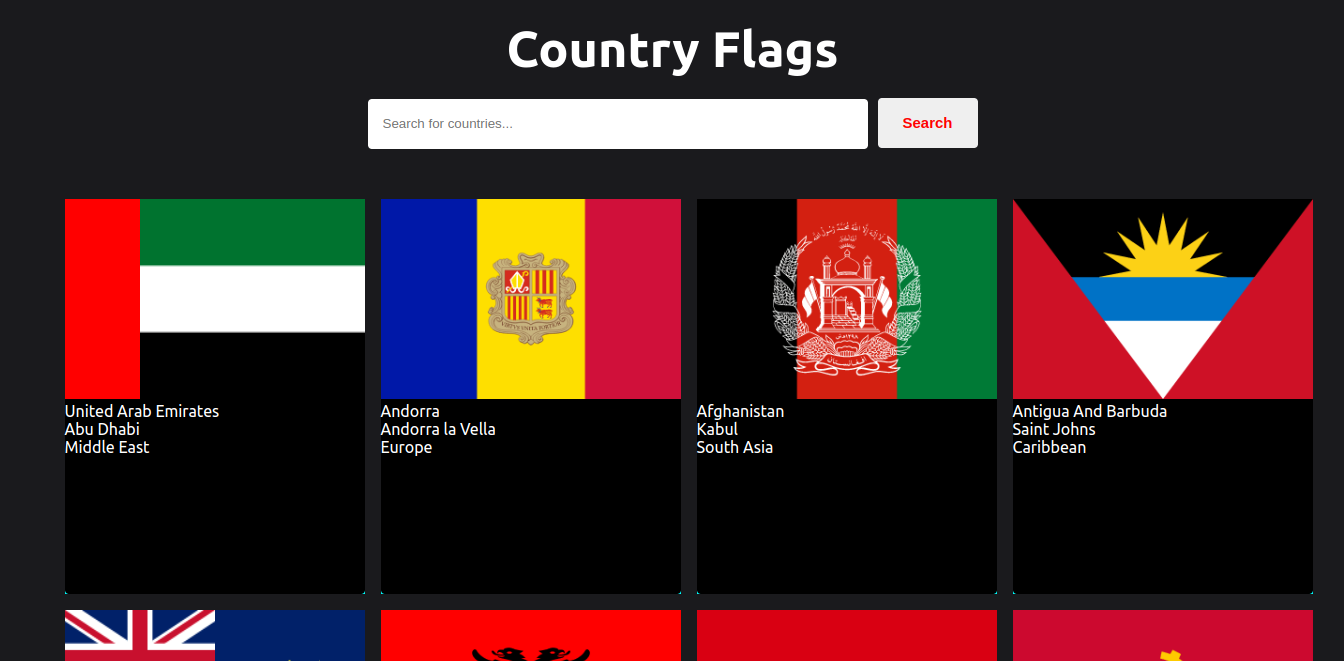 Country Flags
Search for countries...
Search
United Arab Emirates
Abu Dhabi
Middle East
Andorra
Andorra la Vella
Europe
Afghanistan
Kabul
South Asia
Antigua And Barbuda
Saint Johns
Caribbean